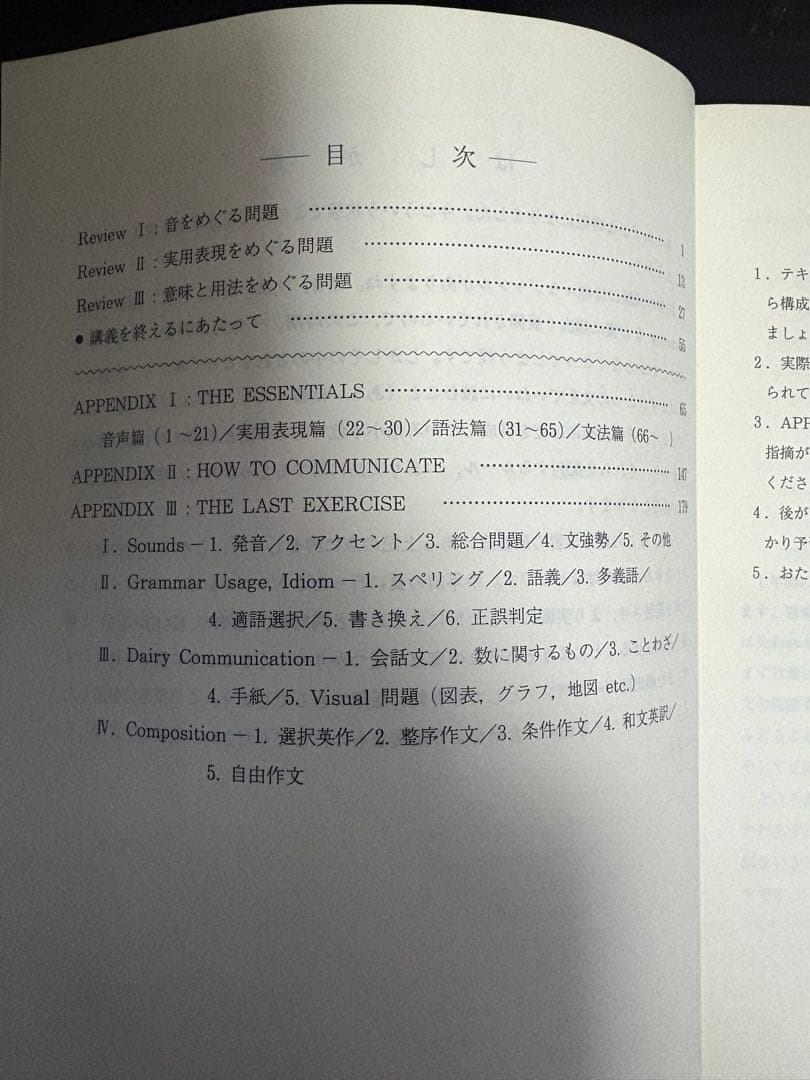 目 次
Review Ⅰ：音をめぐる問題 …… 1
Review Ⅱ：実用表現をめぐる問題 …… 12
Review Ⅲ：意味と用法をめぐる問題 …… 27
●講義を終えるにあたって …… 56
APPENDIX Ⅰ：THE ESSENTIALS …… 65
音声篇（1～21）／実用表現篇（22～30）／語法篇（31～65）／文法篇（66～ ）
APPENDIX Ⅱ：HOW TO COMMUNICATE …… 147
APPENDIX Ⅲ：THE LAST EXERCISE …… 179
Ⅰ. Sounds－1. 発音／2. アクセント／3. 総合問題／4. 文強勢／5. その他
Ⅱ. Grammar Usage, Idiom－1. スペリング／2. 語義／3. 多義語／
4. 適語選択／5. 書き換え／6. 正誤判定
Ⅲ. Dairy Communication－1. 会話文／2. 数に関するもの／3. ことわざ／
4. 手紙／5. Visual 問題（図表, グラフ, 地図 etc.）
Ⅳ. Composition－1. 選択英作／2. 整序作文／3. 条件作文／4. 和文英訳／
5. 自由作文
1．テキ
ら構成
ましょ
2．実際
られて
3．APP
指摘が
くださ
4．後が
かり予
5．おた